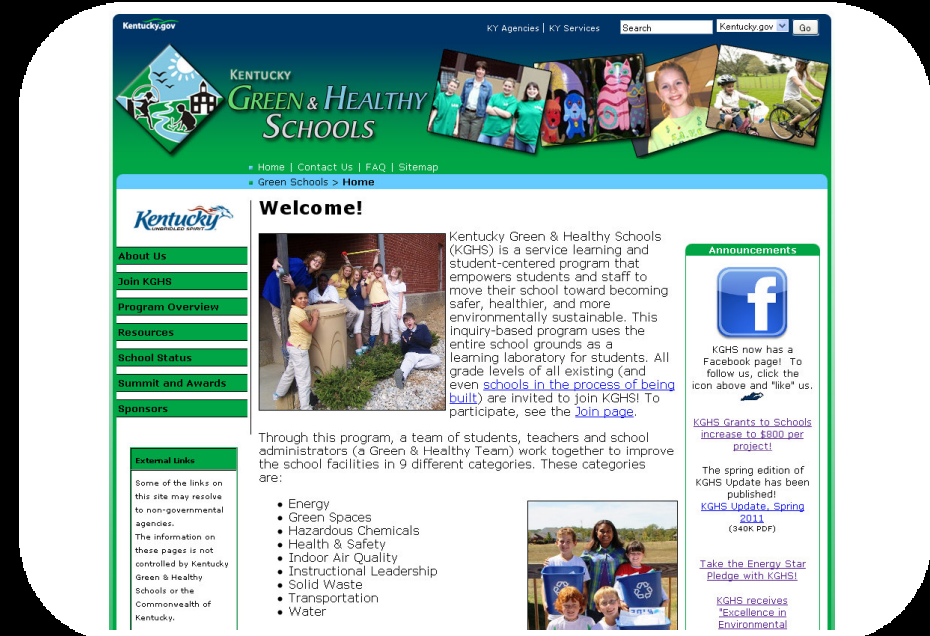 Kentucky.gov
KY Agencies | KY Services
Search
Kentucky.gov
Go
KENTUCKY
GREEN & HEALTHY
SCHOOLS
Home | Contact Us | FAQ | Sitemap
Green Schools > Home
Kentucky
UNBRIDLED SPIRIT
About Us
Join KGHS
Program Overview
Resources
School Status
Summit and Awards
Sponsors
External Links
Some of the links on
this site may resolve
to non-governmental
agencies.
The information on
these pages is not
controlled by Kentucky
Green & Healthy
Schools or the
Commonwealth of
Kentucky.
Welcome!
Kentucky Green & Healthy Schools
(KGHS) is a service learning and
student-centered program that
empowers students and staff to
move their school toward becoming
safer, healthier, and more
environmentally sustainable. This
inquiry-based program uses the
entire school grounds as a
learning laboratory for students. All
grade levels of all existing (and
even schools in the process of being
built) are invited to join KGHS! To
participate, see the Join page.
Through this program, a team of students, teachers and school
administrators (a Green & Healthy Team) work together to improve
the school facilities in 9 different categories. These categories
are:
• Energy
• Green Spaces
• Hazardous Chemicals
• Health & Safety
• Indoor Air Quality
• Instructional Leadership
• Solid Waste
• Transportation
• Water
Announcements
KGHS now has a
Facebook page! To
follow us, click the
icon above and "like" us.
KGHS Grants to Schools
increase to $800 per
project!
The spring edition of
KGHS Update has been
published!
KGHS Update, Spring
2011
(340K PDF)
Take the Energy Star
Pledge with KGHS!
KGHS receives
"Excellence in
Environmental